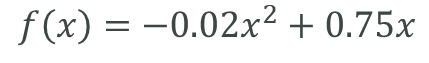 f(x) = −0.02x² + 0.75x